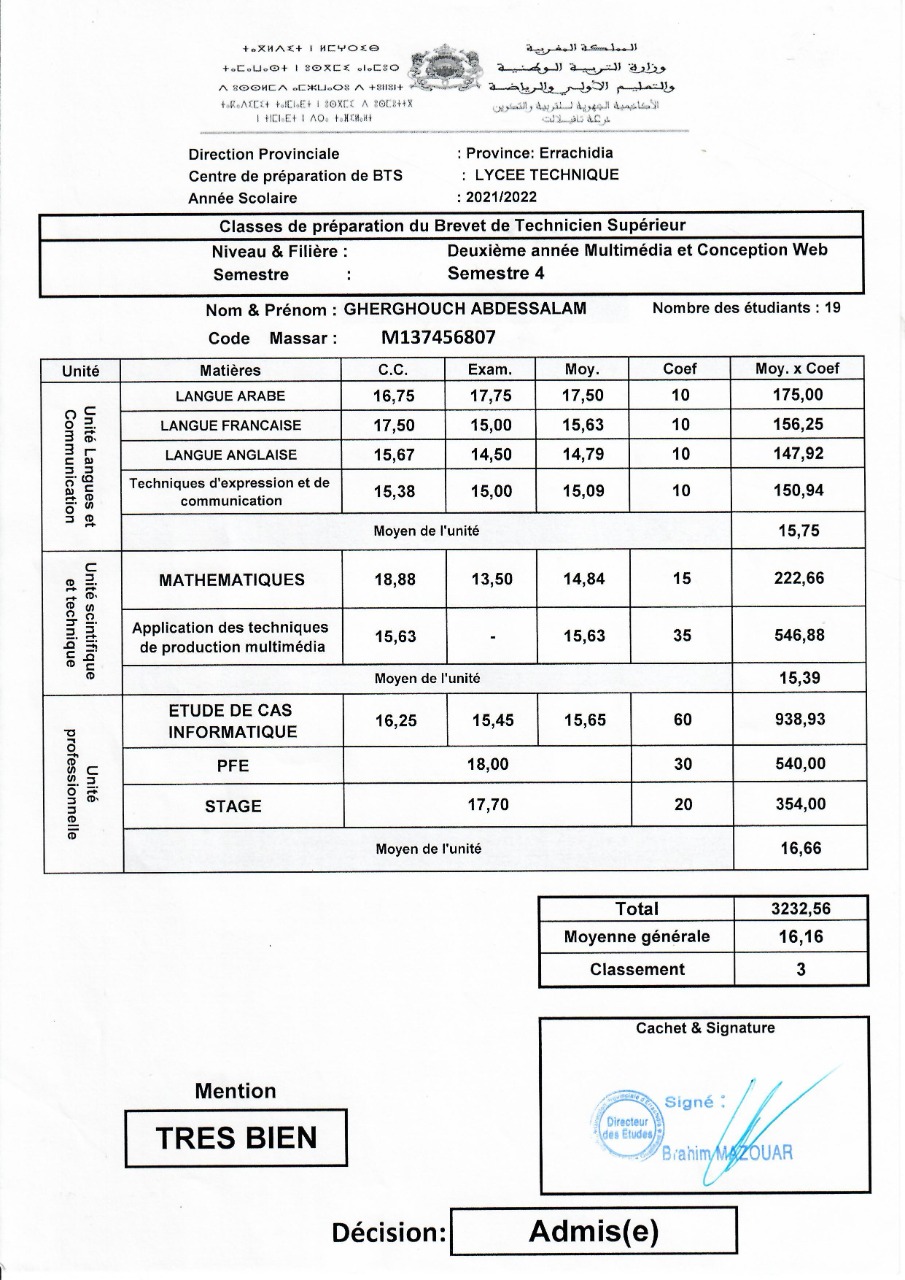 ⵜⴰⴳⵍⴷⵉⵜ ⵏ ⵍⵎⵖⵔⵉⴱ
المملكة المغربية
ⵜⴰⵎⴰⵡⴰⵙⵜ ⵏ ⵓⵙⴳⵎⵉ ⴰⵏⴰⵎⵓⵔ
وزارة التربية الوطنية
ⴷ ⵓⵙⵙⵍⵎⴷ ⴰⵎⵣⵡⴰⵔⵓ ⴷ ⵜⵓⵏⵏⵓⵏⵜ
والتعليم الأولي والرياضة
الأكاديمية الجهوية للتربية والتكوين
درعة تافيلالت
Direction Provinciale : Province: Errachidia
Centre de préparation de BTS : LYCEE TECHNIQUE
Année Scolaire : 2021/2022
Classes de préparation du Brevet de Technicien Supérieur
Niveau & Filière : Deuxième année Multimédia et Conception Web
Semestre : Semestre 4
Nom & Prénom : GHERGHOUCH ABDESSALAM Nombre des étudiants : 19
Code Massar : M137456807
Unité Matières C.C. Exam. Moy. Coef Moy. x Coef
Unité Langues et
Communication
LANGUE ARABE 16,75 17,75 17,50 10 175,00
LANGUE FRANCAISE 17,50 15,00 15,63 10 156,25
LANGUE ANGLAISE 15,67 14,50 14,79 10 147,92
Techniques d'expression et de
communication 15,38 15,00 15,09 10 150,94
Moyen de l'unité 15,75
Unité scintifique
et technique
MATHEMATIQUES 18,88 13,50 14,84 15 222,66
Application des techniques
de production multimédia 15,63 - 15,63 35 546,88
Moyen de l'unité 15,39
Unité
professionnelle
ETUDE DE CAS
INFORMATIQUE 16,25 15,45 15,65 60 938,93
PFE 18,00 30 540,00
STAGE 17,70 20 354,00
Moyen de l'unité 16,66
Total 3232,56
Moyenne générale 16,16
Classement 3
Cachet & Signature
Signé :
Directeur
des Etudes
Brahim MAZOUAR
Mention
TRES BIEN
Décision: Admis(e)